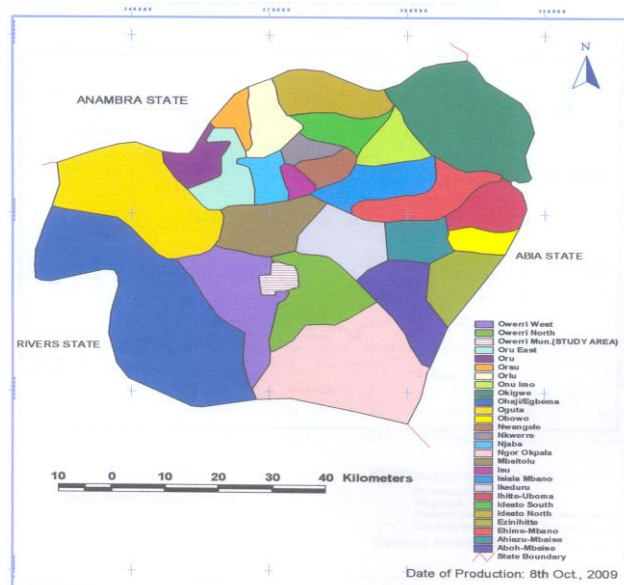 N
ANAMBRA STATE
ABIA STATE
RIVERS STATE
Owerri West
Owerri North
Owerri Mun.(STUDY AREA)
Oru East
Oru
Orsu
Orlu
Onu Imo
Okigwe
Ohaji/Egbema
Oguta
Obowo
Nwangele
Nkwerre
Njaba
Ngor Okpala
Mbaitolu
Isu
Isiala Mbano
Ikeduru
Ihitte-Uboma
Ideato South
Ideato North
Ezinihitte
Ehime-Mbano
Ahiazu-Mbaise
Aboh-Mbaise
State Boundary
10 0 10 20 30 40 Kilometers
Date of Production: 8th Oct., 2009